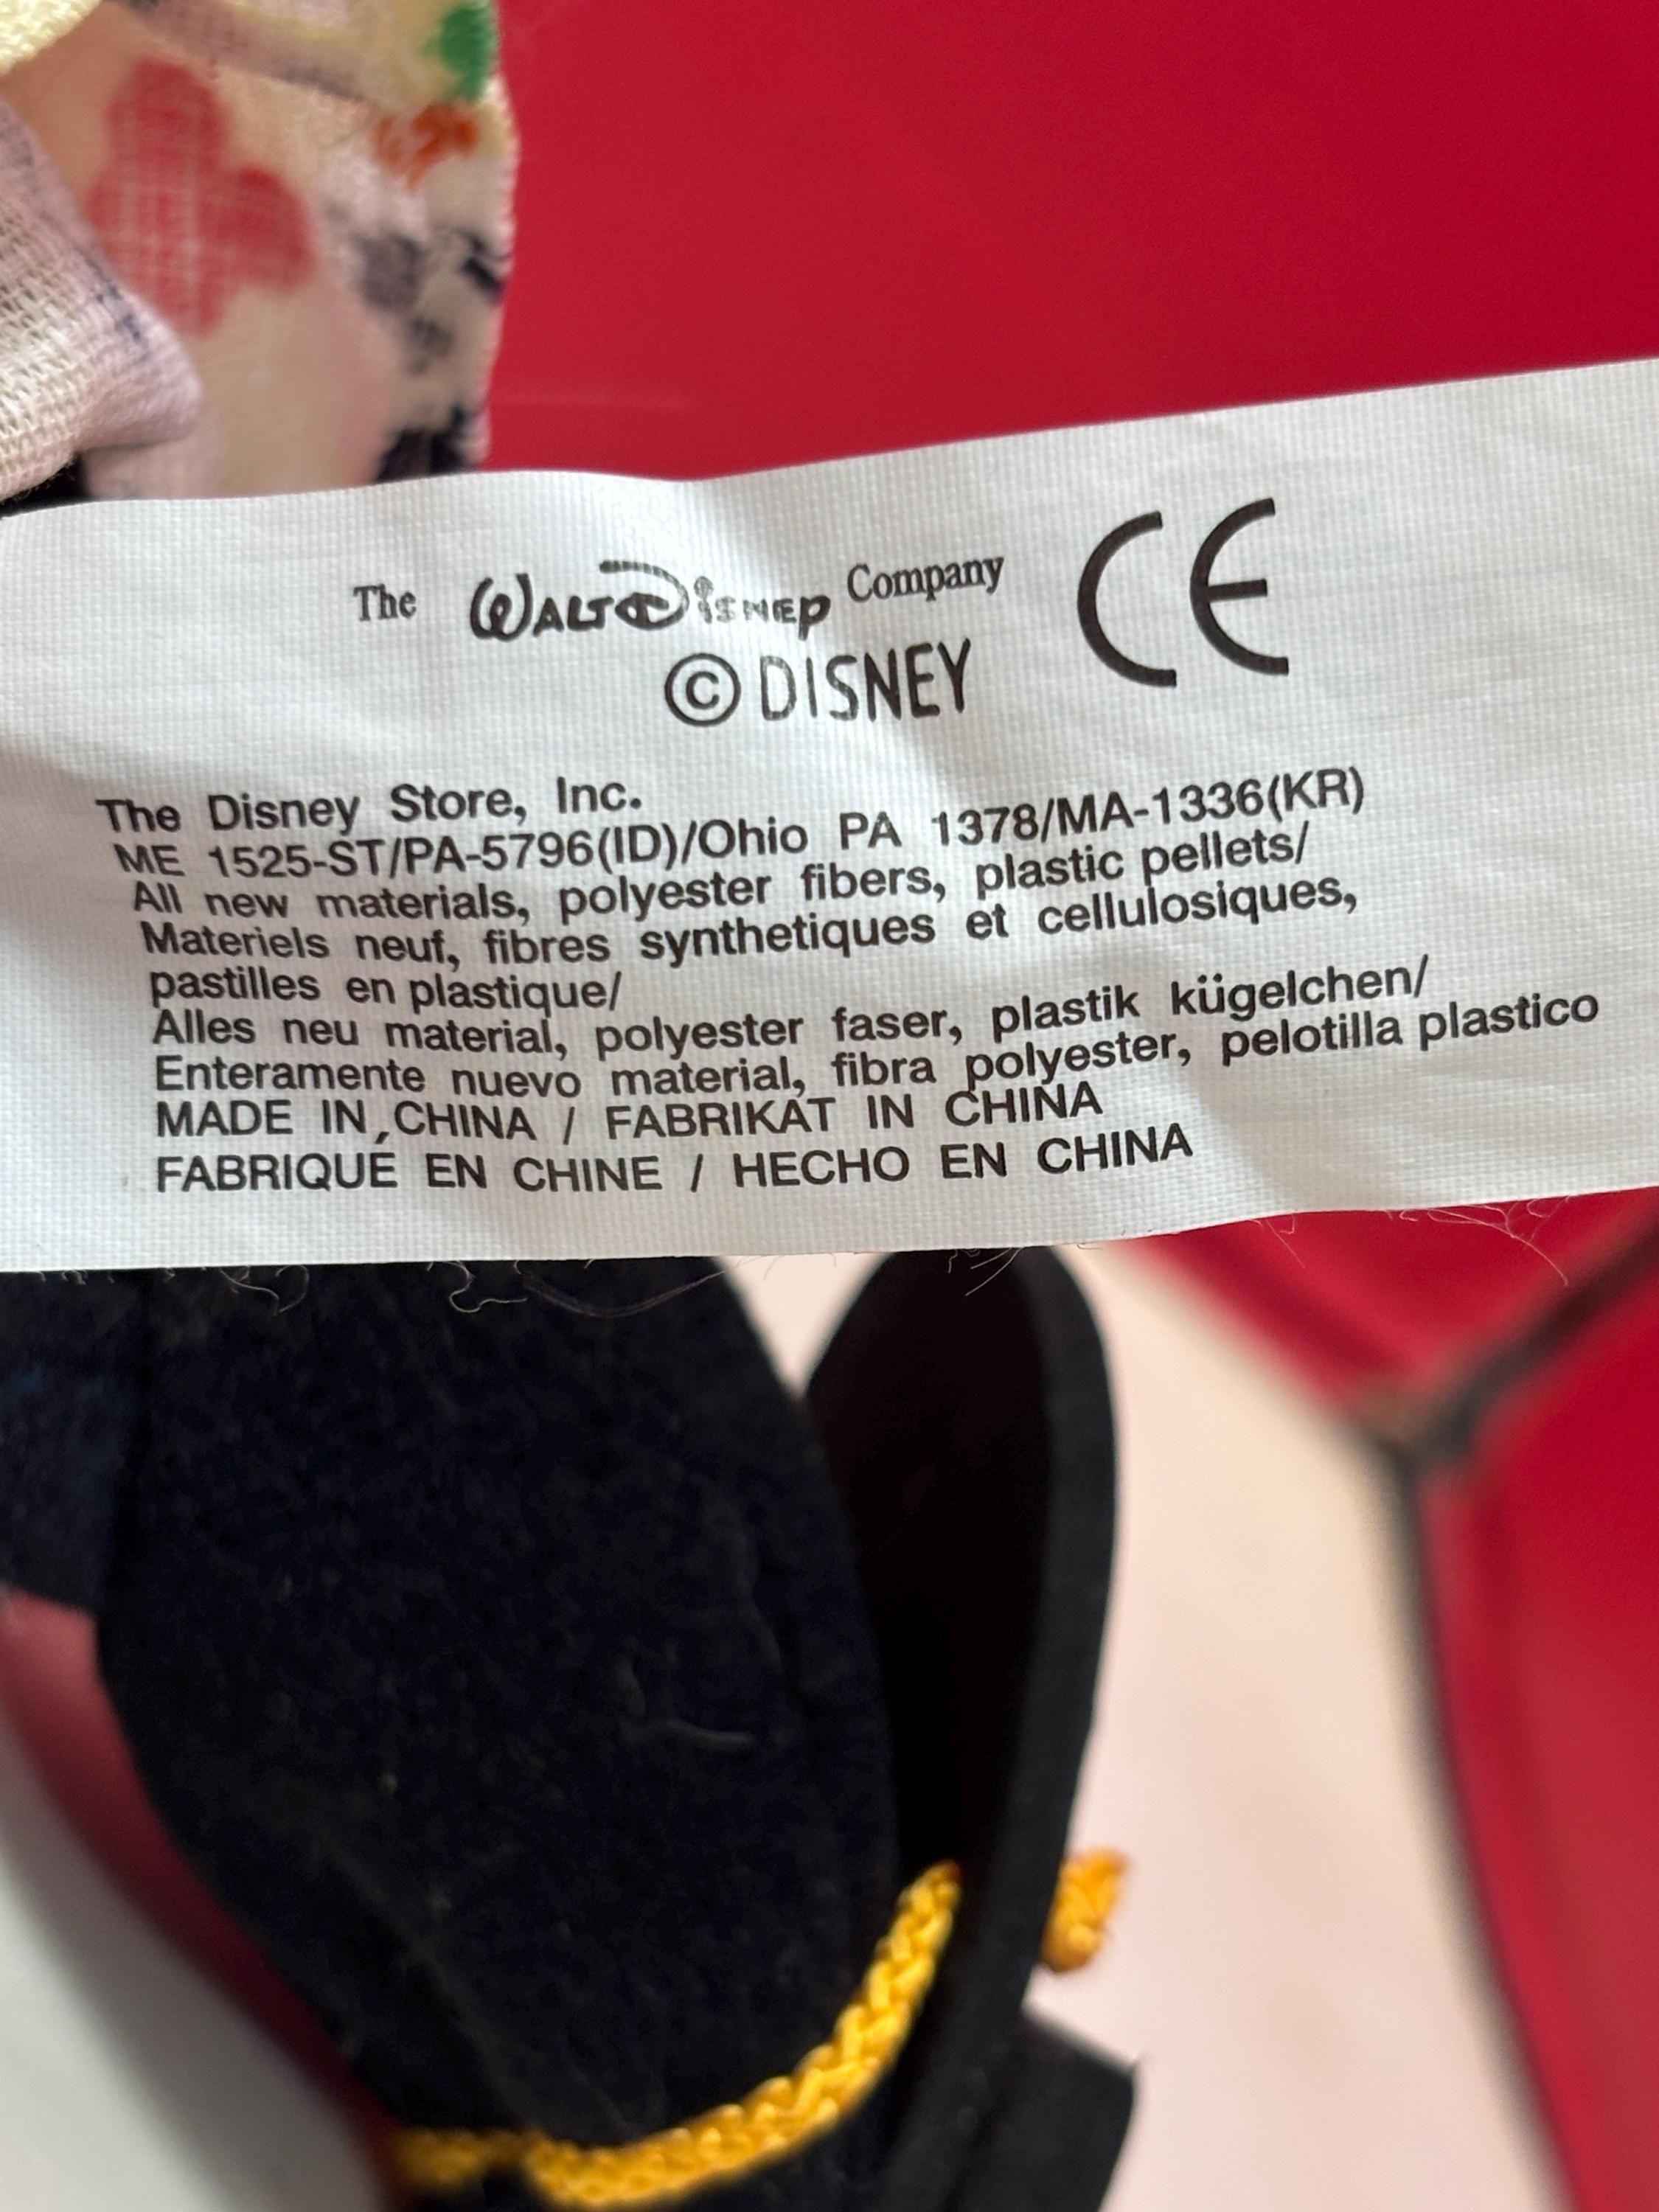 The Walt Disney Company CE
© DISNEY
The Disney Store, Inc.
ME 1525-ST/PA-5796(ID)/Ohio PA 1378/MA-1336(KR)
All new materials, polyester fibers, plastic pellets/
Materiels neuf, fibres synthetiques et cellulosiques,
pastilles en plastique/
Alles neu material, polyester faser, plastik kügelchen/
Enteramente nuevo material, fibra polyester, pelotilla plastico
MADE IN CHINA / FABRIKAT IN CHINA
FABRIQUÉ EN CHINE / HECHO EN CHINA